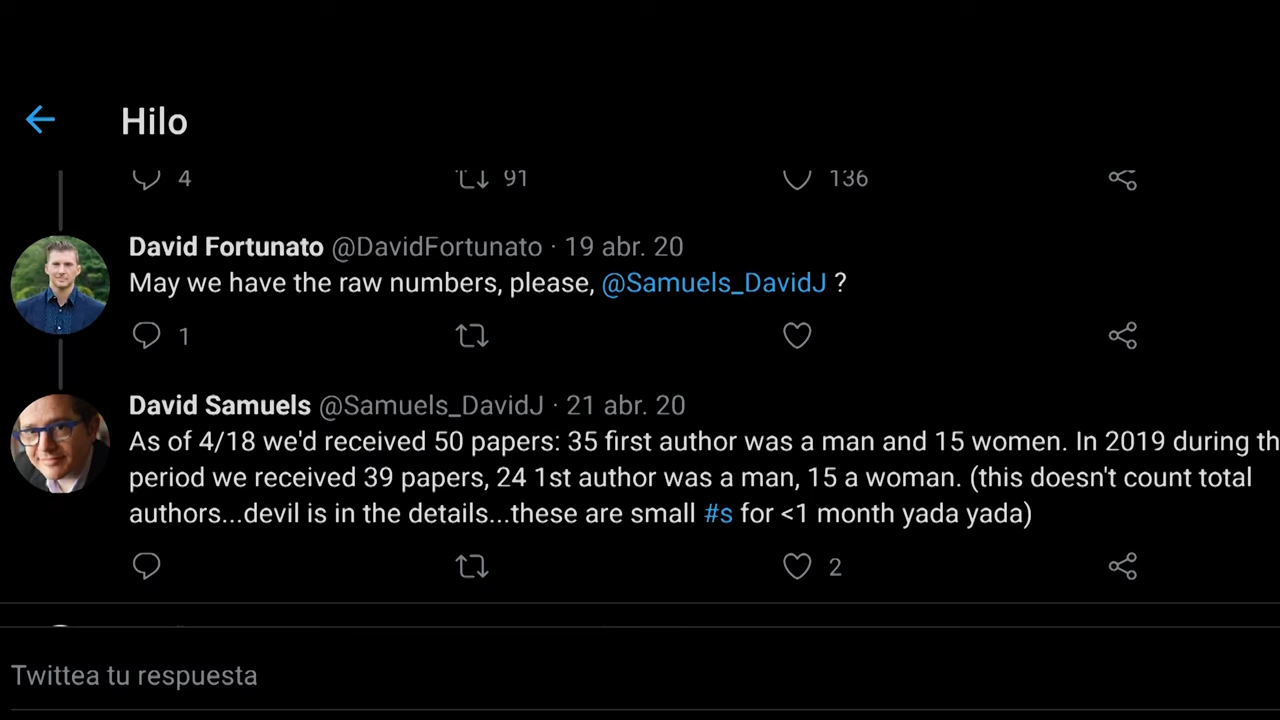 Hilo
4 91 136
David Fortunato @DavidFortunato · 19 abr. 20
May we have the raw numbers, please, @Samuels_DavidJ ?
1
David Samuels @Samuels_DavidJ · 21 abr. 20
As of 4/18 we'd received 50 papers: 35 first author was a man and 15 women. In 2019 during th
period we received 39 papers, 24 1st author was a man, 15 a woman. (this doesn't count total
authors...devil is in the details...these are small #s for <1 month yada yada)
2
Twittea tu respuesta